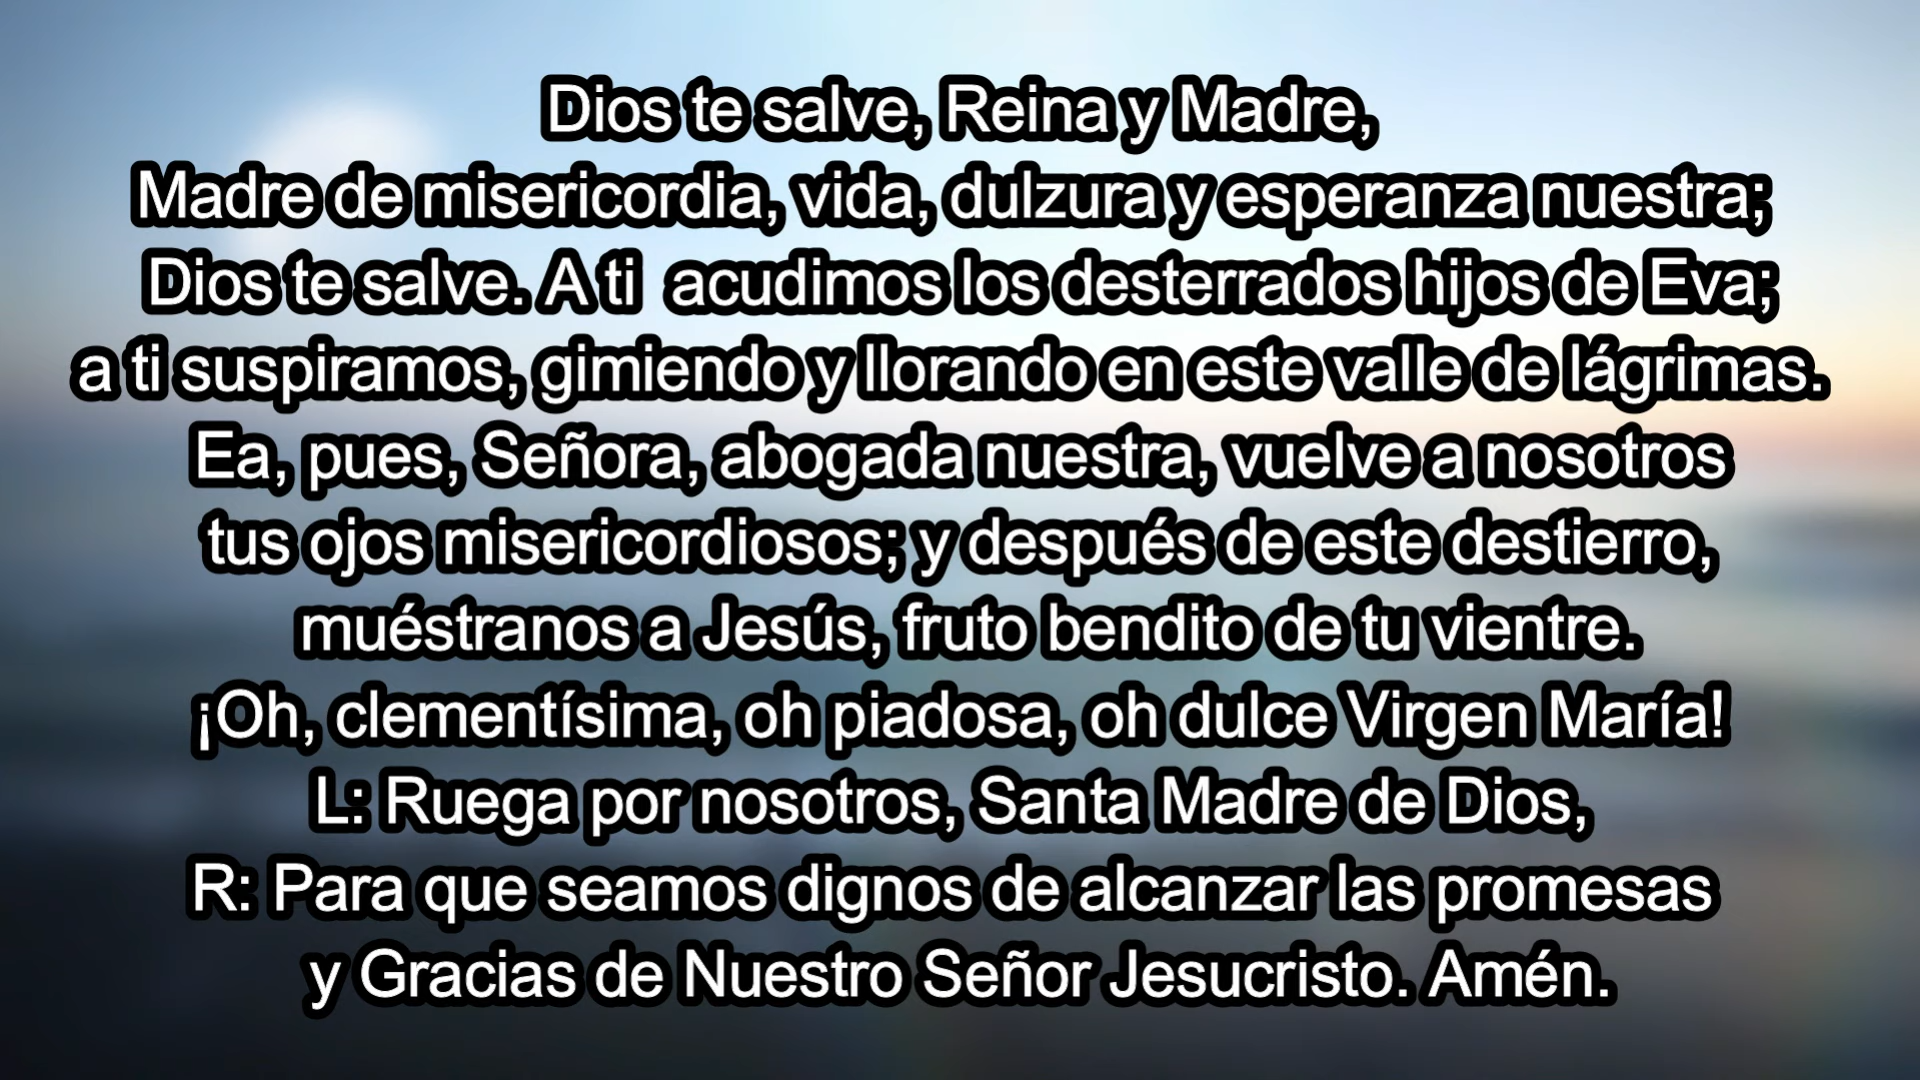 Dios te salve, Reina y Madre,
Madre de misericordia, vida, dulzura y esperanza nuestra;
Dios te salve. A ti  acudimos los desterrados hijos de Eva;
a ti suspiramos, gimiendo y llorando en este valle de lágrimas.
Ea, pues, Señora, abogada nuestra, vuelve a nosotros
tus ojos misericordiosos; y después de este destierro,
muéstranos a Jesús, fruto bendito de tu vientre.
¡Oh, clementísima, oh piadosa, oh dulce Virgen María!
L: Ruega por nosotros, Santa Madre de Dios,
R: Para que seamos dignos de alcanzar las promesas
y Gracias de Nuestro Señor Jesucristo. Amén.